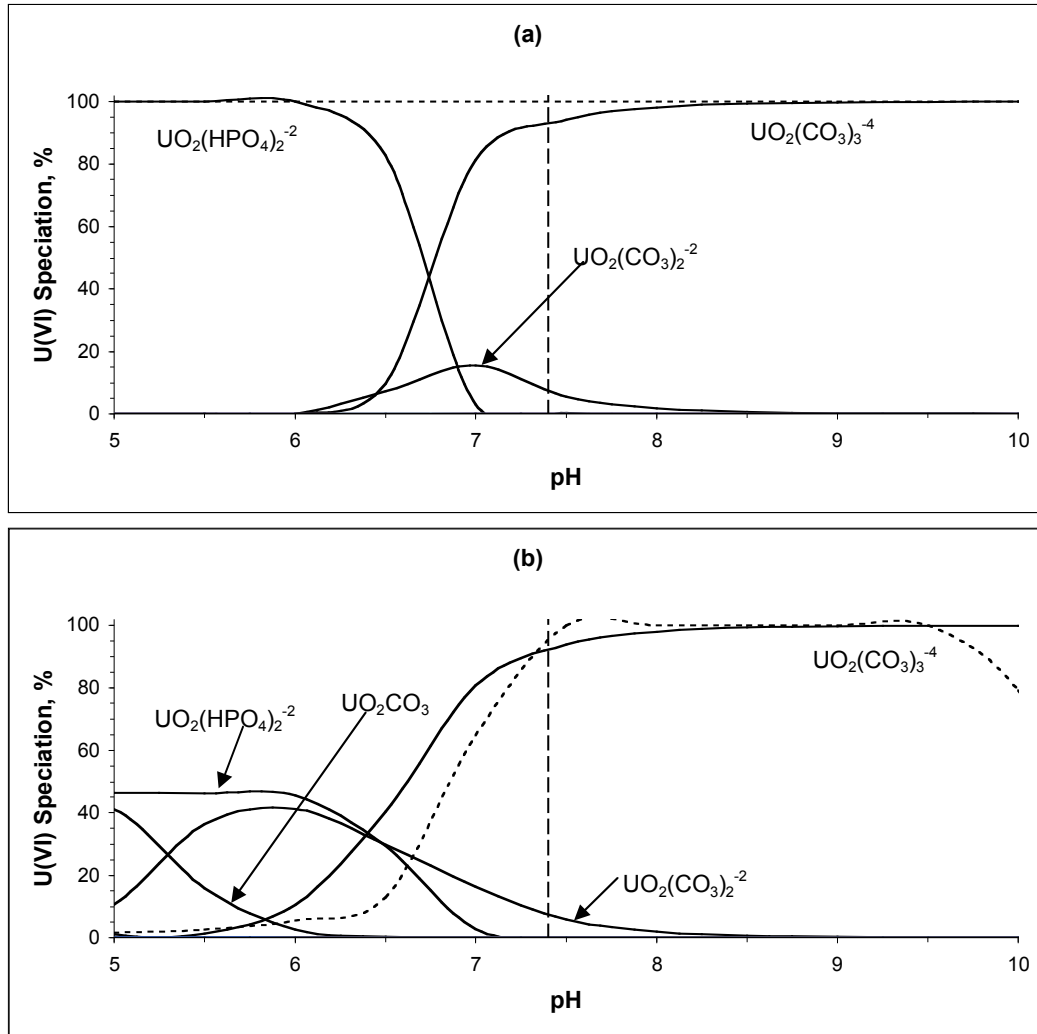 (a)
100
80
60
40
20
0
U(VI) Speciation, %
UO2(HPO4)2-2
UO2(CO3)3-4
UO2(CO3)2-2
5 6 7 8 9 10
pH
(b)
100
80
60
40
20
0
U(VI) Speciation, %
UO2(CO3)3-4
UO2CO3
UO2(HPO4)2-2
UO2(CO3)2-2
5 6 7 8 9 10
pH